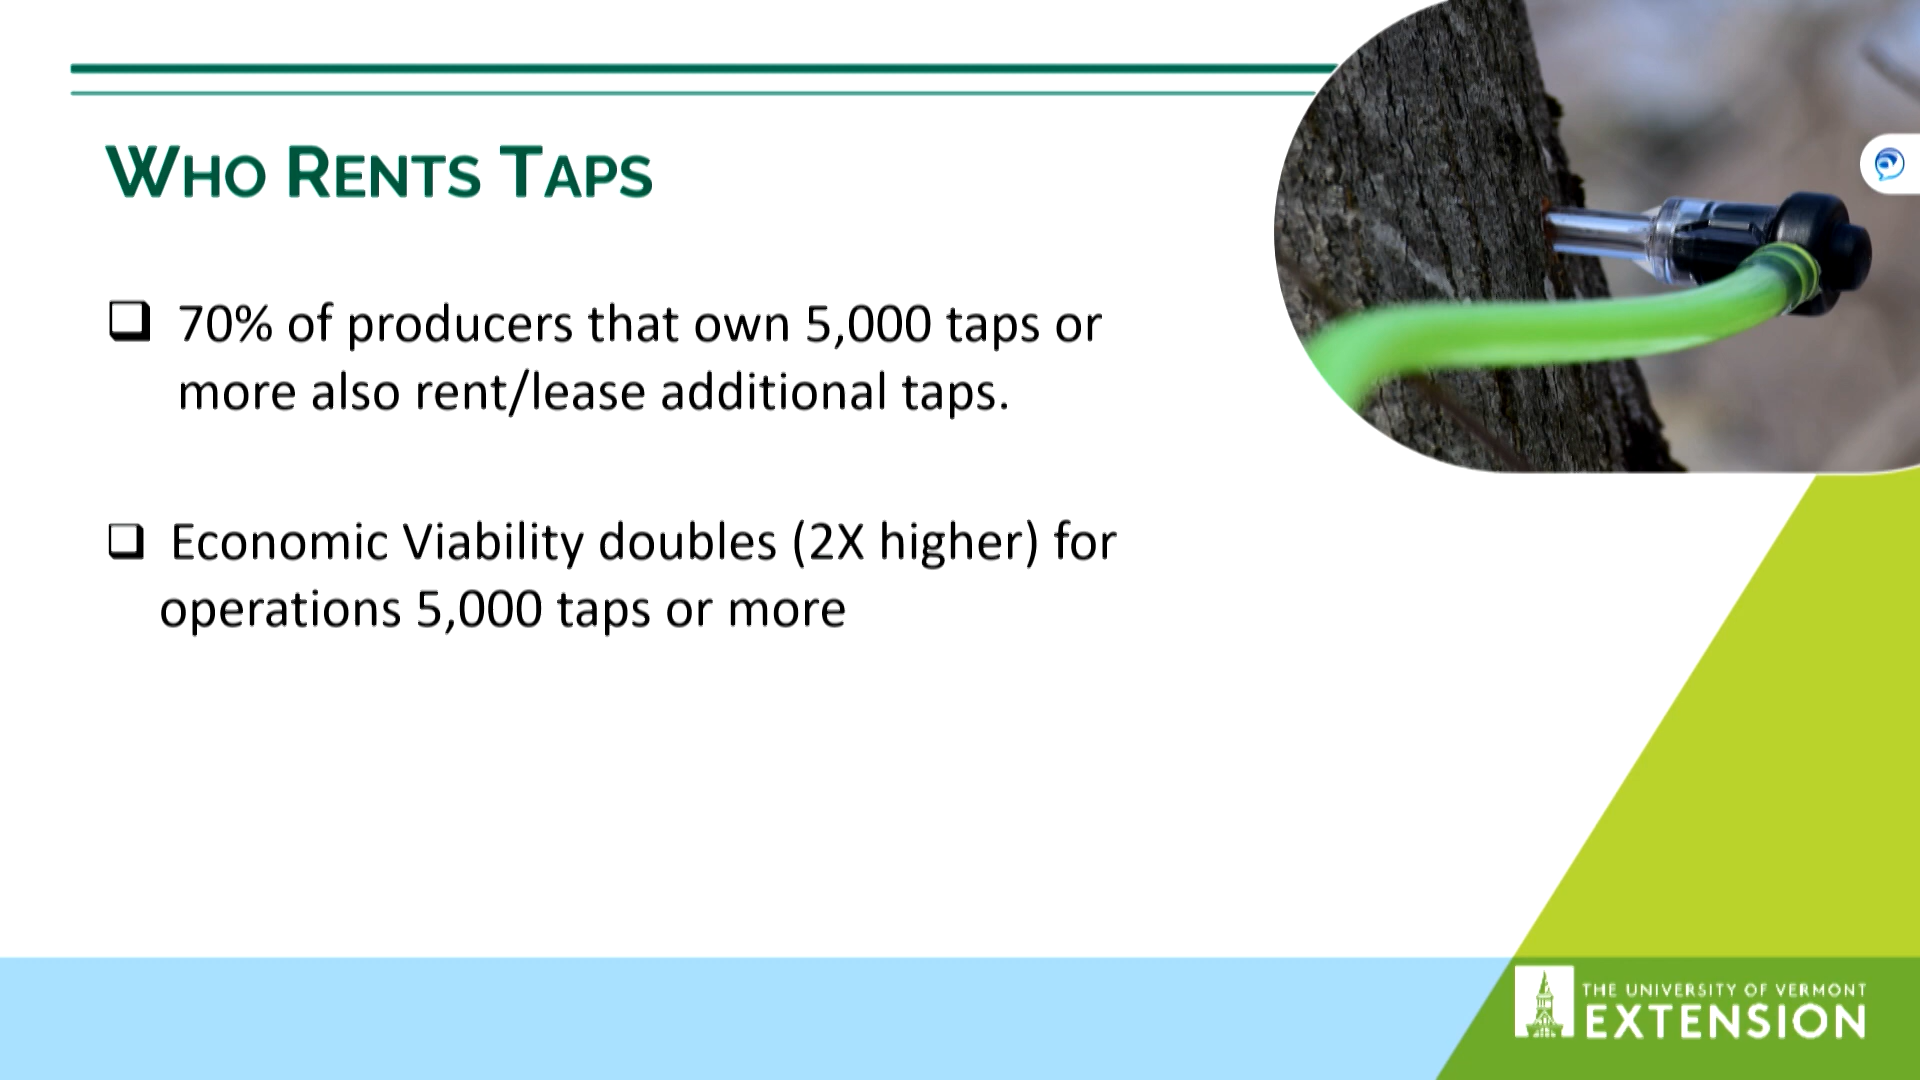 WHO RENTS TAPS
70% of producers that own 5,000 taps or
more also rent/lease additional taps.
Economic Viability doubles (2X higher) for
operations 5,000 taps or more
THE UNIVERSITY OF VERMONT
EXTENSION